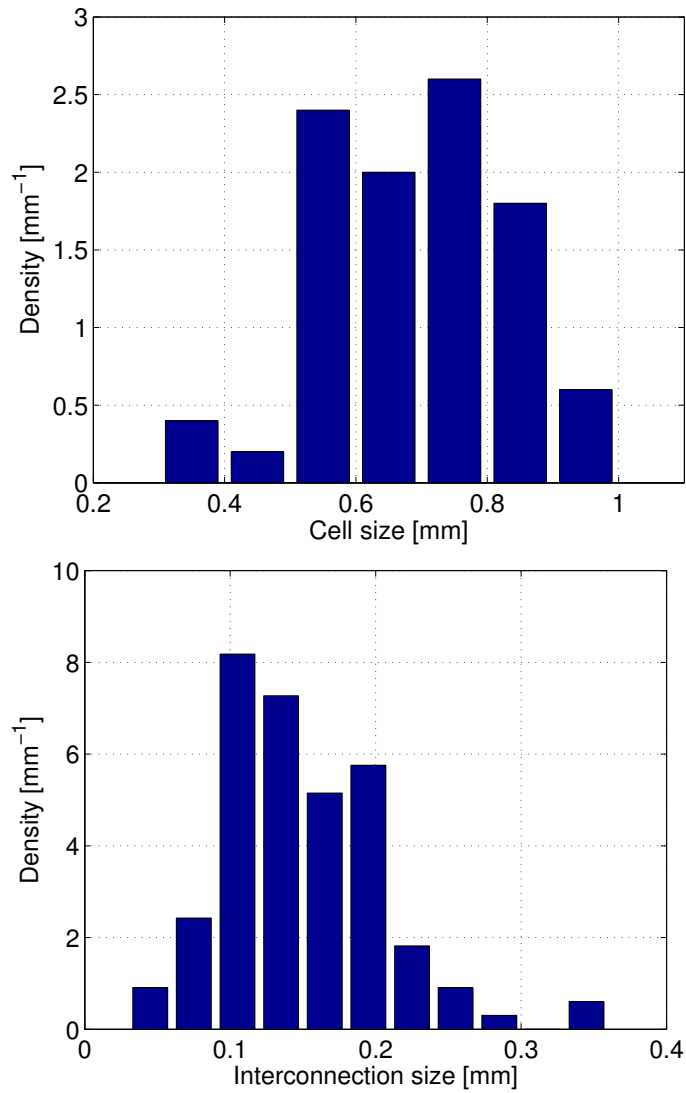 3
2.5
2
1.5
1
0.5
0
Density [mm⁻¹]
0.2 0.4 0.6 0.8 1
Cell size [mm]
10
8
6
4
2
0
Density [mm⁻¹]
0 0.1 0.2 0.3 0.4
Interconnection size [mm]